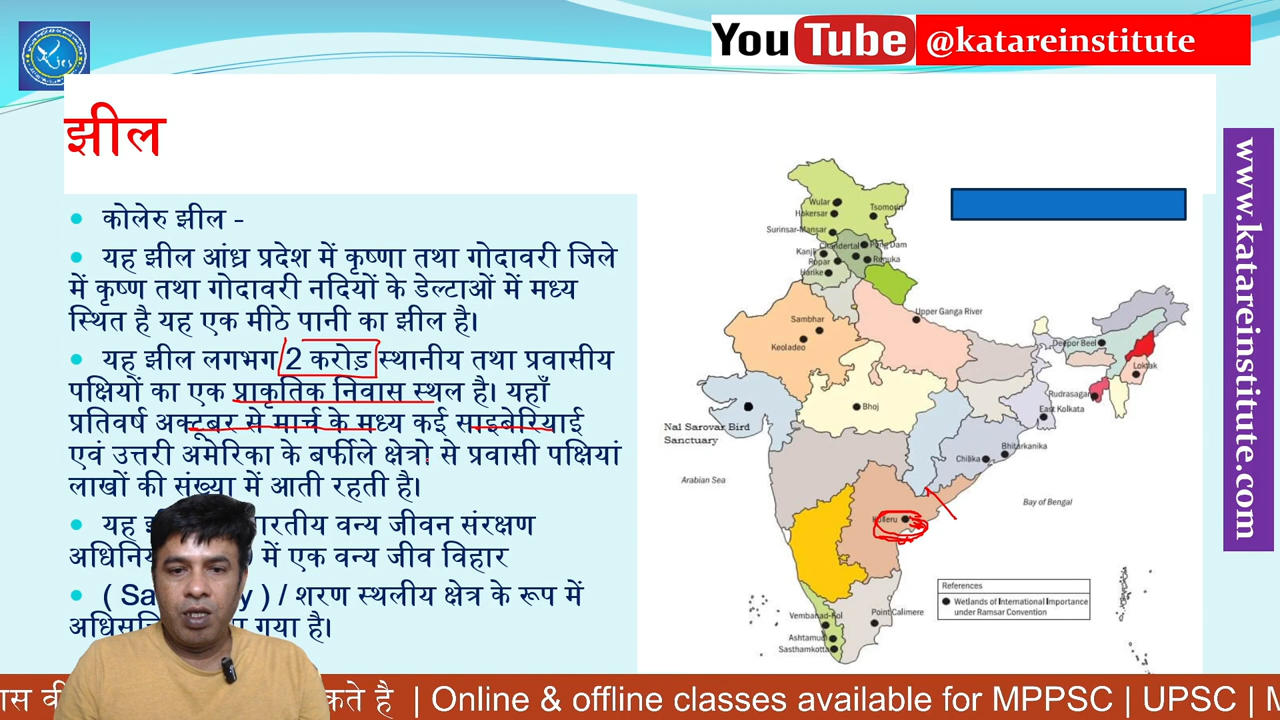 YouTube @katareinstitute
झील
www.katareinstitute.com
• कोलेरु झील -
• यह झील आंध्र प्रदेश में कृष्णा तथा गोदावरी जिले
में कृष्ण तथा गोदावरी नदियों के डेल्टाओं में मध्य
स्थित है यह एक मीठे पानी का झील है।
• यह झील लगभग 2 करोड़ स्थानीय तथा प्रवासीय
पक्षियों का एक प्राकृतिक निवास स्थल है। यहाँ
प्रतिवर्ष अक्टूबर से मार्च के मध्य कई साइबेरियाई
एवं उत्तरी अमेरिका के बर्फीले क्षेत्रो से प्रवासी पक्षियां
लाखों की संख्या में आती रहती है।
• यह भारतीय वन्य जीवन संरक्षण
में एक वन्य जीव विहार
• ( ) / शरण स्थलीय क्षेत्र के रूप में
गया है।
Wular
Hakersar
Tsomoriri
Surinsar-Mansar
Chandertal
Pong Dam
Kanjli
Ropar
Renuka
Harike
Upper Ganga River
Sambhar
Keoladeo
Deepor Beel
Loktak
Rudrasagar
Bhoj
East Kolkata
Nal Sarovar Bird
Sanctuary
Bhitarkanika
Chilika
Arabian Sea
Bay of Bengal
Kolleru
References
Wetlands of International Importance
under Ramsar Convention
Vembanad-Kol
Point Calimere
Ashtamudi
Sasthamkotta
कते है | Online & offline classes available for MPPSC | UPSC | M